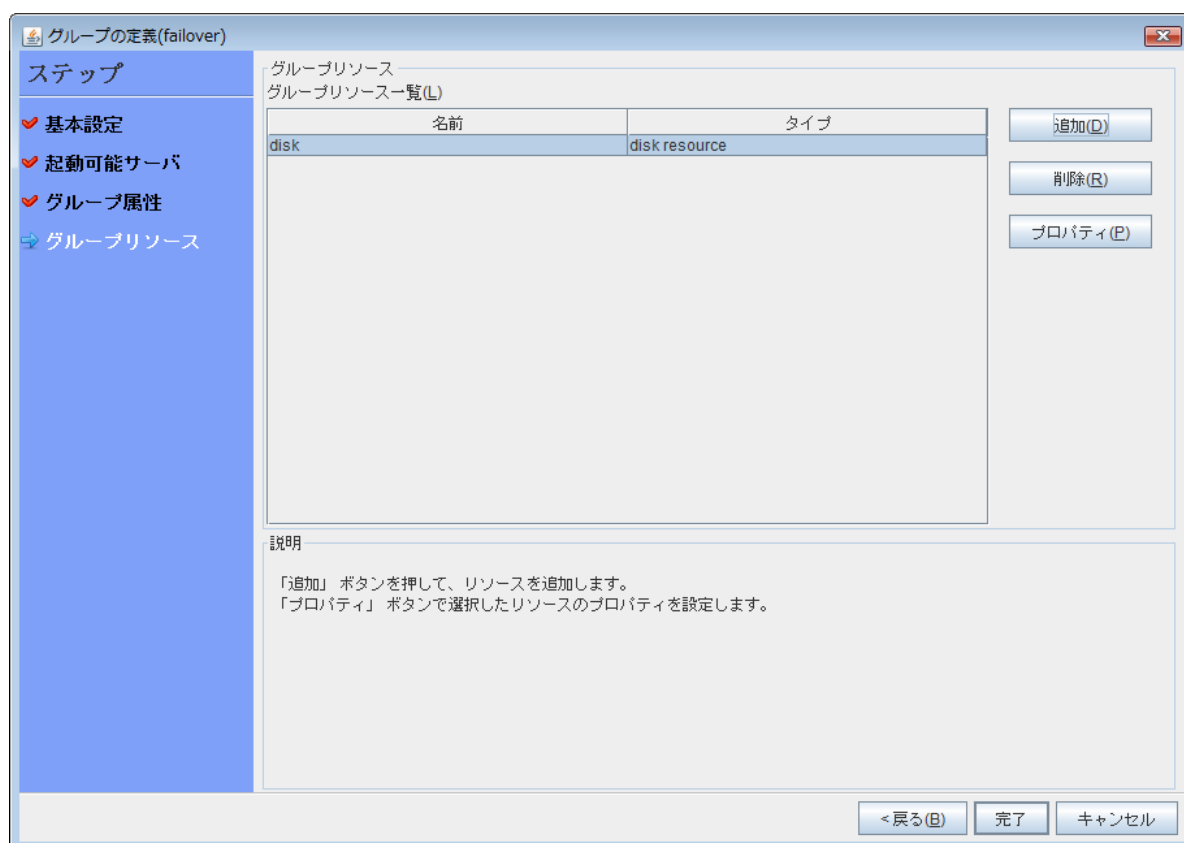 グループの定義(failover)
ステップ
基本設定
起動可能サーバ
グループ属性
グループリソース
グループリソース
グループリソース一覧(L)
名前 タイプ
disk disk resource
追加(D)
削除(R)
プロパティ(P)
説明
「追加」 ボタンを押して、リソースを追加します。
「プロパティ」 ボタンで選択したリソースのプロパティを設定します。
<戻る(B) 完了 キャンセル